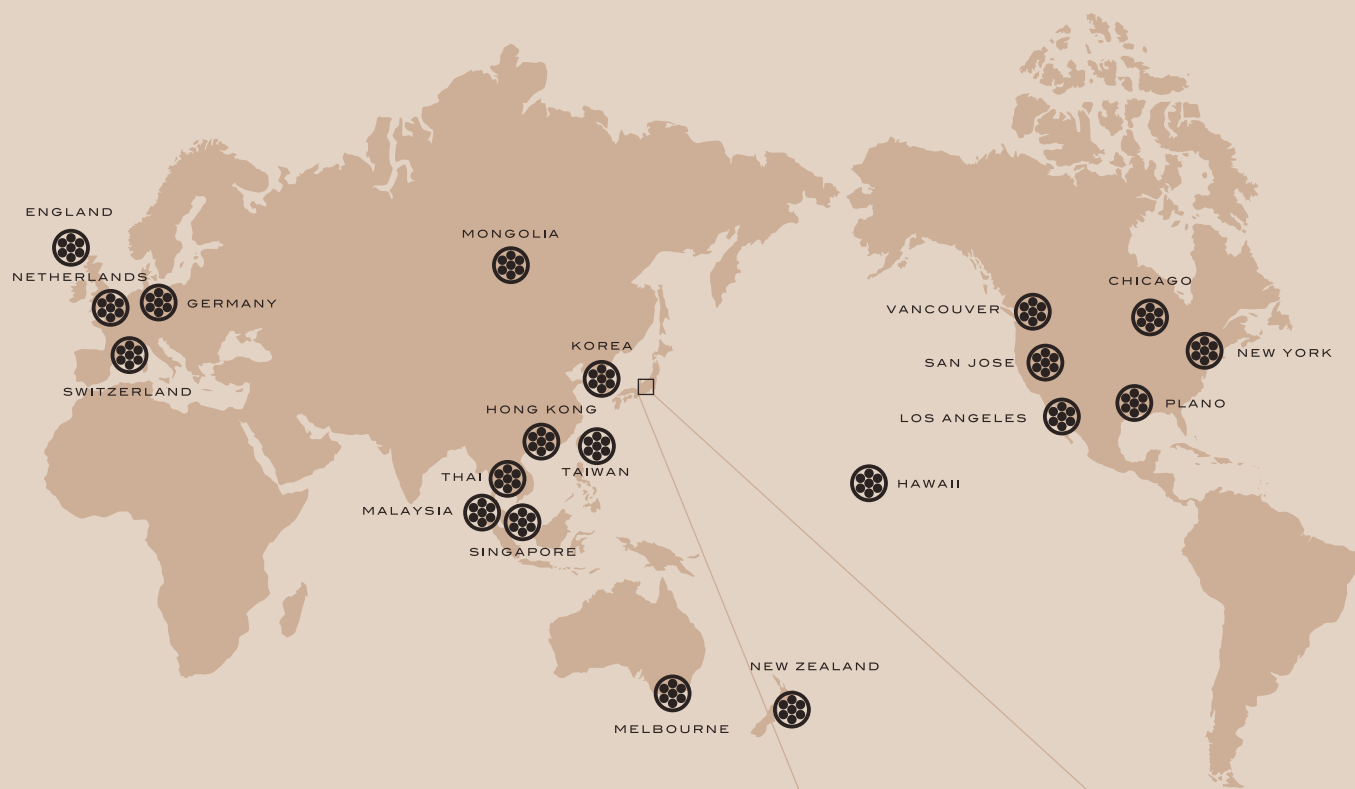 ENGLAND
NETHERLANDS
GERMANY
SWITZERLAND
MONGOLIA
KOREA
HONG KONG
TAIWAN
THAI
MALAYSIA
SINGAPORE
MELBOURNE
NEW ZEALAND
HAWAII
VANCOUVER
SAN JOSE
LOS ANGELES
CHICAGO
NEW YORK
PLANO